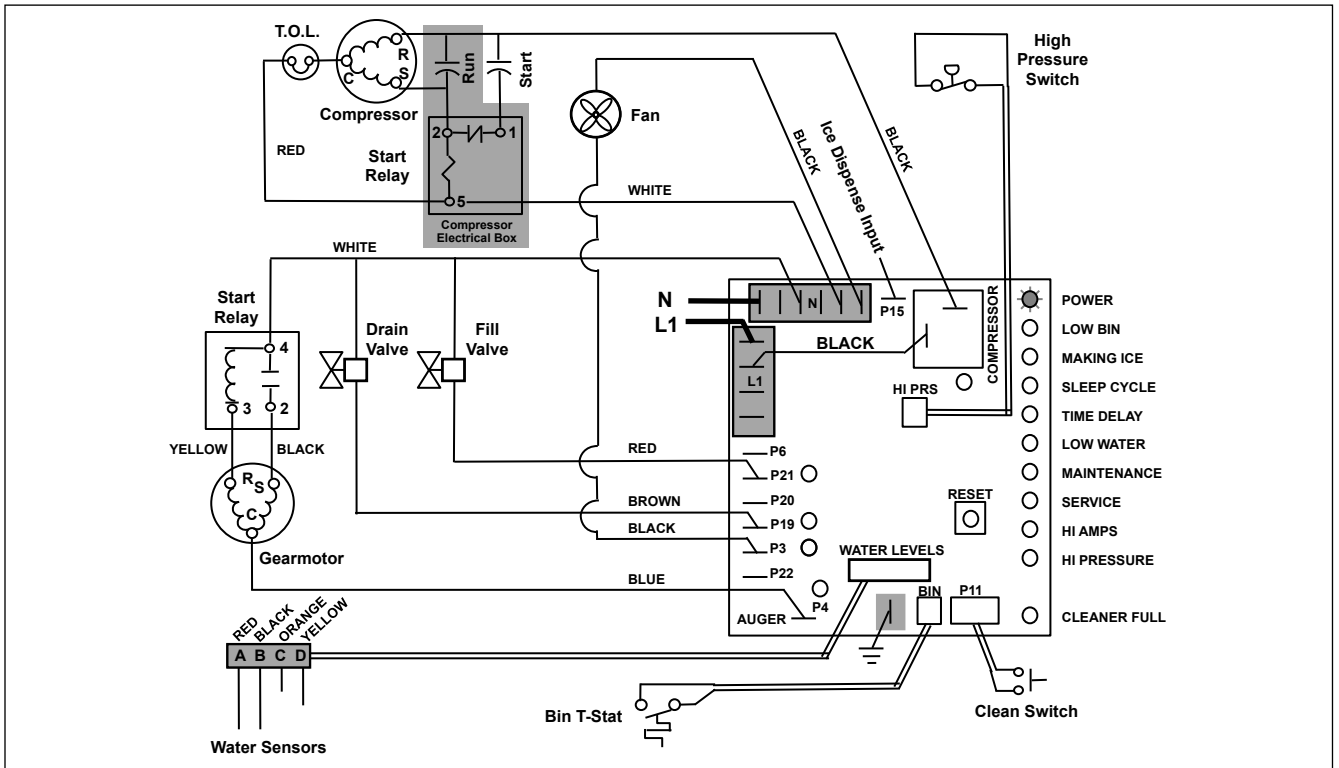 T.O.L.
R
S
C
Compressor
Run
Start
2
1
Start
Relay
5
Compressor
Electrical Box
RED
WHITE
Fan
BLACK
Ice Dispense Input
BLACK
High
Pressure
Switch
WHITE
Start
Relay
4
3
2
YELLOW
BLACK
R
S
C
Gearmotor
Drain
Valve
Fill
Valve
N
L1
N
P15
BLACK
L1
COMPRESSOR
HI PRS
POWER
LOW BIN
MAKING ICE
SLEEP CYCLE
TIME DELAY
LOW WATER
MAINTENANCE
SERVICE
HI AMPS
HI PRESSURE
CLEANER FULL
RED
P6
P21
P20
BROWN
P19
BLACK
P3
P22
BLUE
P4
AUGER
RESET
WATER LEVELS
BIN
P11
RED
BLACK
ORANGE
YELLOW
A B C D
Water Sensors
Bin T-Stat
Clean Switch